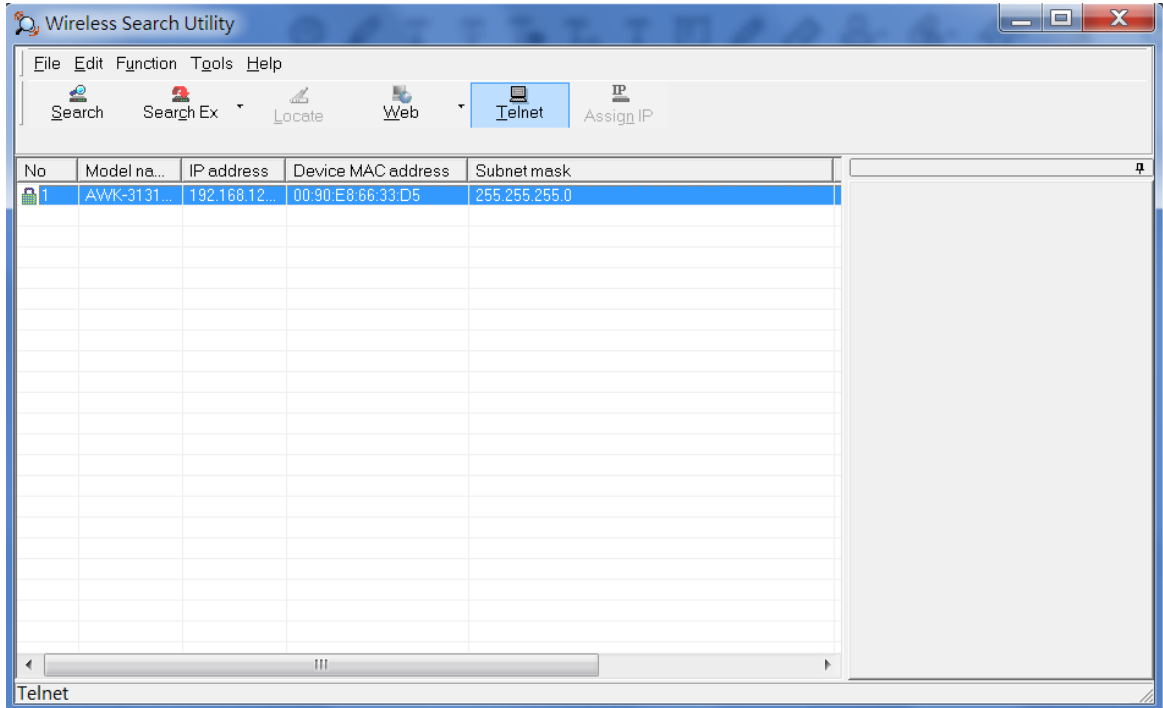 Wireless Search Utility
File Edit Function Tools Help
Search Search Ex Locate Web Telnet Assign IP
No Model na... IP address Device MAC address Subnet mask
1 AWK-3131... 192.168.12... 00:90:E8:66:33:D5 255.255.255.0
Telnet